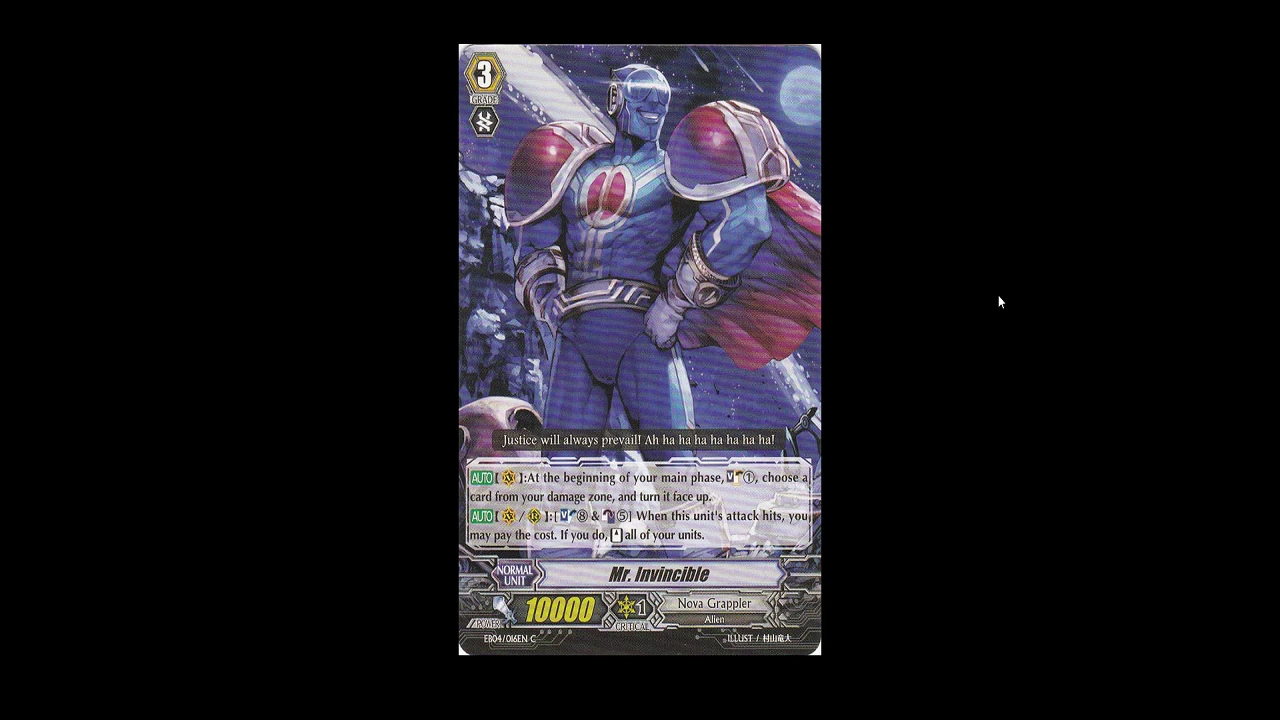 3
GRADE
Justice will always prevail! Ah ha ha ha ha ha ha ha!
AUTO【V】:At the beginning of your main phase, ①, choose a
card from your damage zone, and turn it face up.
AUTO【V/R】:[⑧ & ⑤] When this unit's attack hits, you
may pay the cost. If you do, all of your units.
NORMAL
UNIT
Mr. Invincible
POWER
10000
1
CRITICAL
Nova Grappler
Alien
EB04/016EN C
ILLUST / 村山竜大